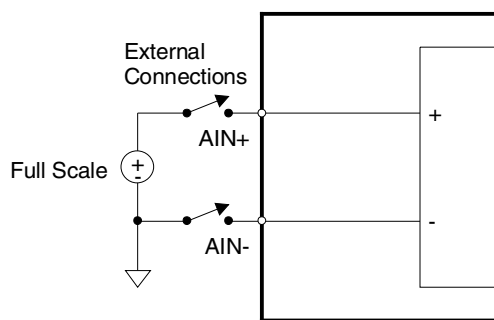 External
Connections
AIN+
+
+
-
Full Scale
-
AIN-